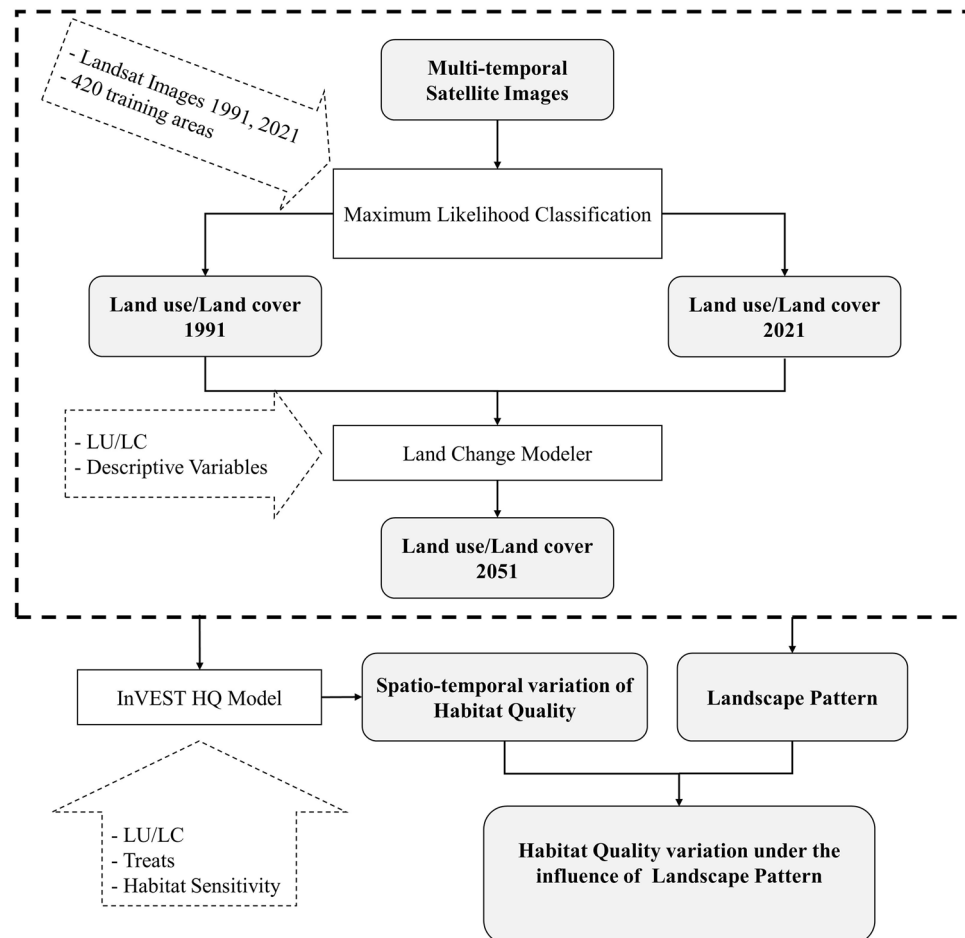 - Landsat Images 1991, 2021
- 420 training areas
Multi-temporal
Satellite Images
Maximum Likelihood Classification
Land use/Land cover
1991
Land use/Land cover
2021
- LU/LC
- Descriptive Variables
Land Change Modeler
Land use/Land cover
2051
InVEST HQ Model
Spatio-temporal variation of
Habitat Quality
Landscape Pattern
- LU/LC
- Treats
- Habitat Sensitivity
Habitat Quality variation under the
influence of Landscape Pattern